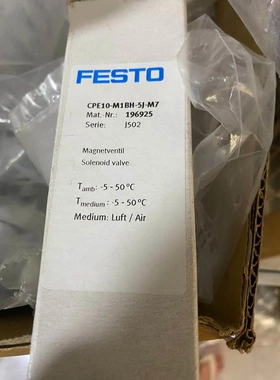 FESTO
CPE10-M1BH-5J-M7
Mat. Nr.: 196925
Serie: J502
Magnetventil
Solenoid valve
Tamb: -5 - 50 °C
Tmedium: -5 - 50 °C
Medium: Luft / Air